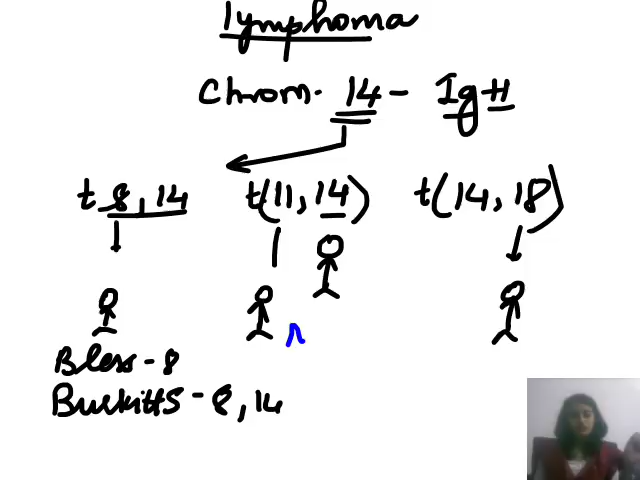 lymphoma
Chrom. 14 - IgH
t 8, 14 t(11, 14) t(14, 18)
Bless - 8
Burkitts - 8, 14